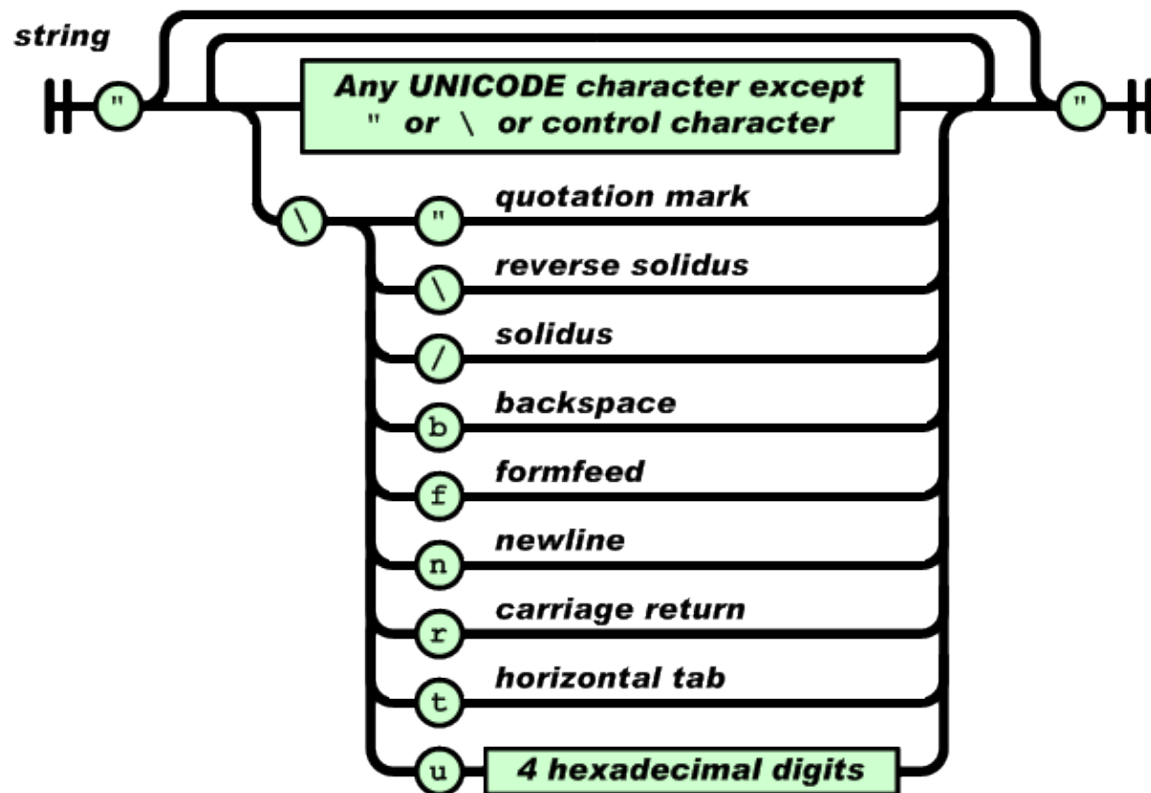 string
"
Any UNICODE character except
" or \ or control character
"
\
" quotation mark
\ reverse solidus
/ solidus
b backspace
f formfeed
n newline
r carriage return
t horizontal tab
u 4 hexadecimal digits